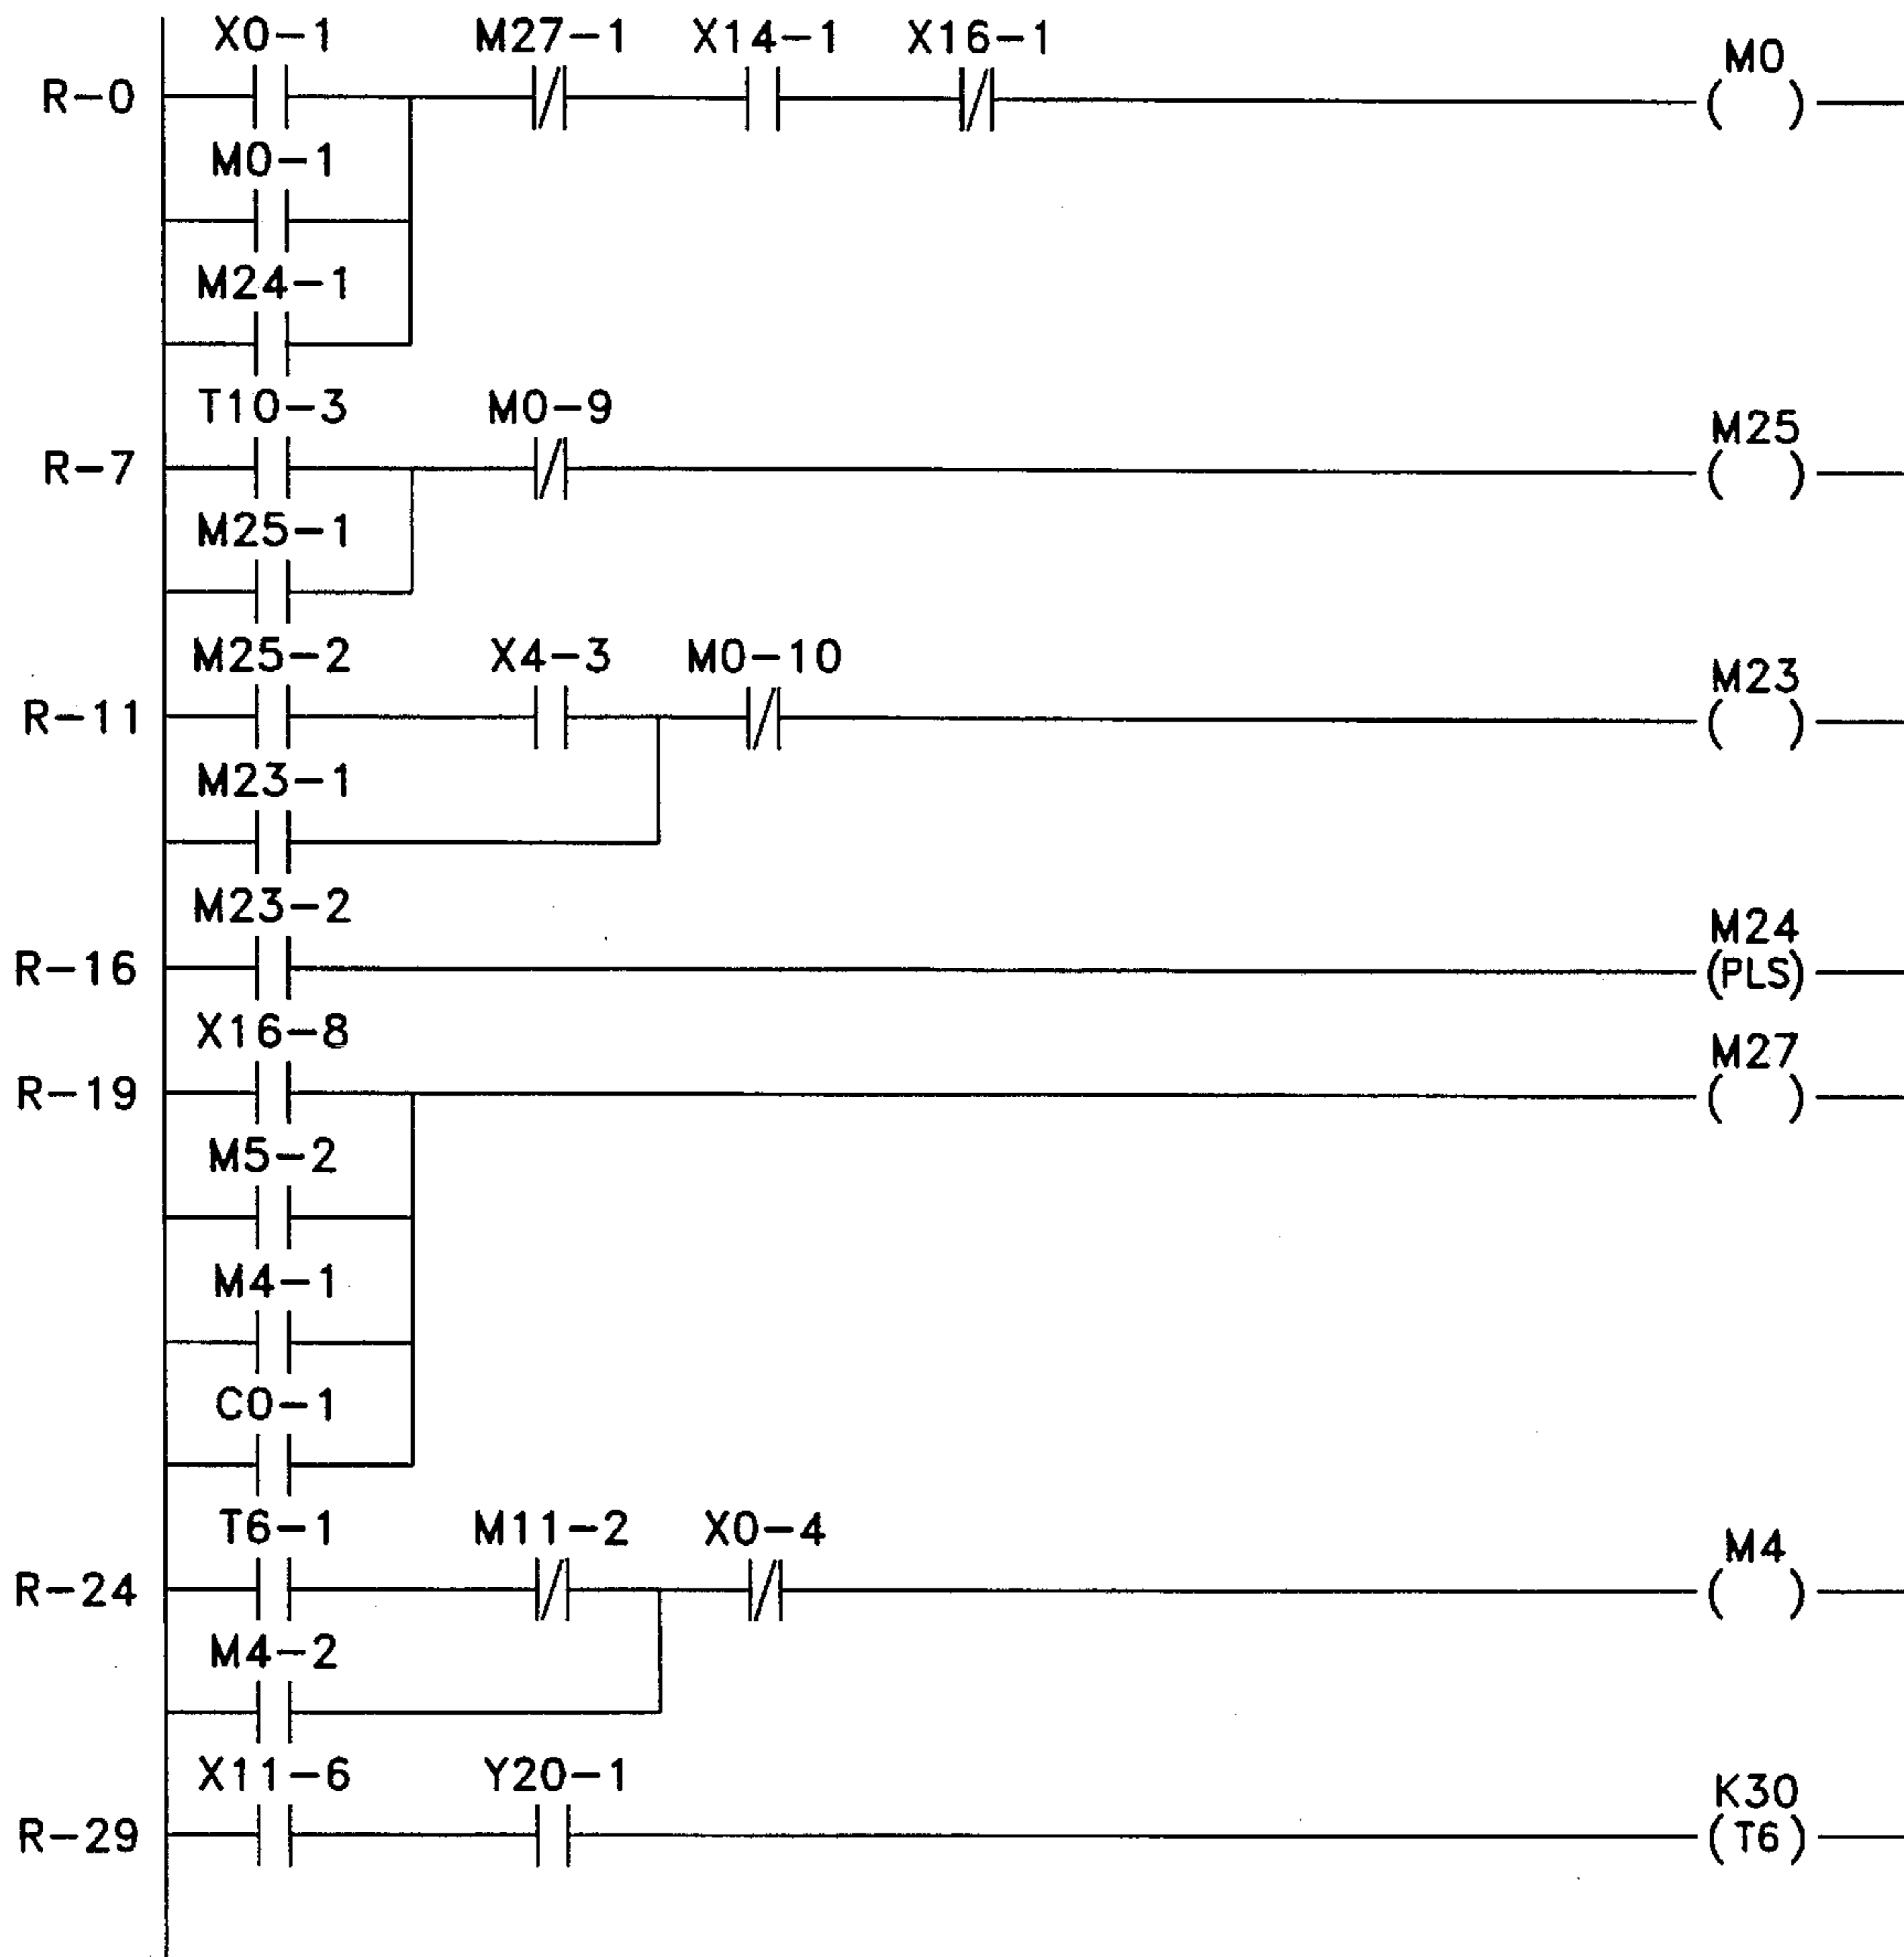 X0-1 M27-1 X14-1 X16-1 M0
R-0 ( )
M0-1
M24-1
T10-3 M0-9 M25
R-7 ( )
M25-1
M25-2 X4-3 M0-10 M23
R-11 ( )
M23-1
M23-2 M24
R-16 (PLS)
X16-8 M27
R-19 ( )
M5-2
M4-1
C0-1
T6-1 M11-2 X0-4 M4
R-24 ( )
M4-2
X11-6 Y20-1 K30
R-29 (T6)